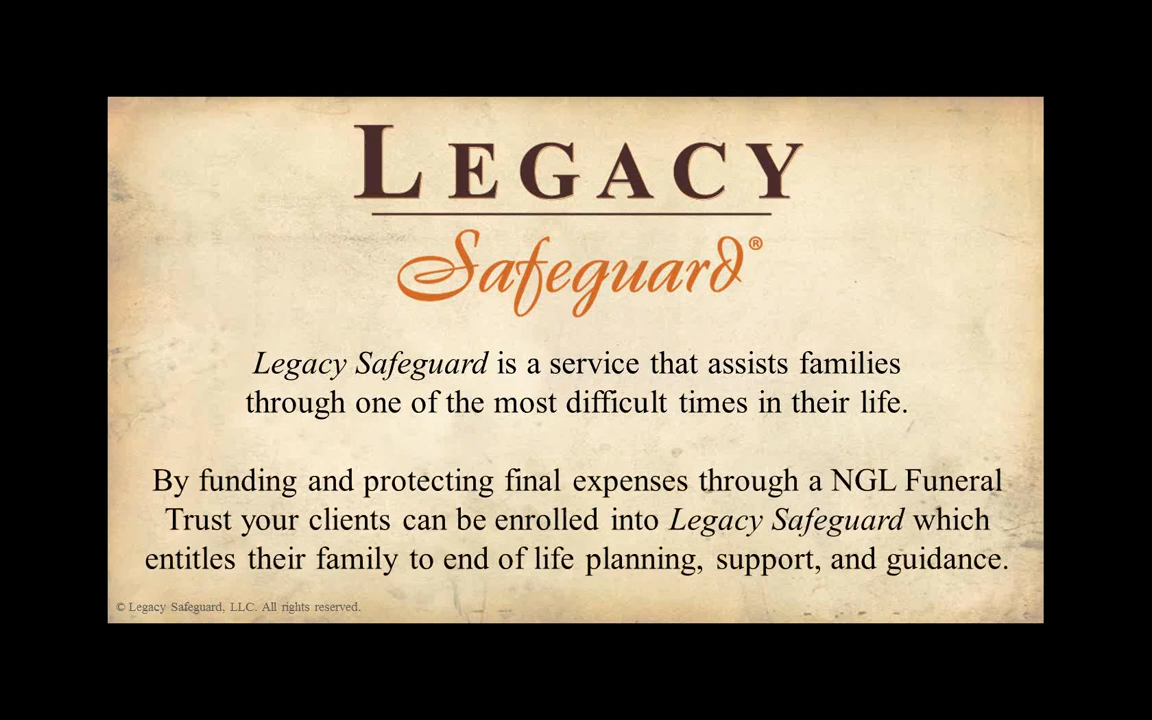 LEGACY
Safeguard®
Legacy Safeguard is a service that assists families
through one of the most difficult times in their life.
By funding and protecting final expenses through a NGL Funeral
Trust your clients can be enrolled into Legacy Safeguard which
entitles their family to end of life planning, support, and guidance.
© Legacy Safeguard, LLC. All rights reserved.